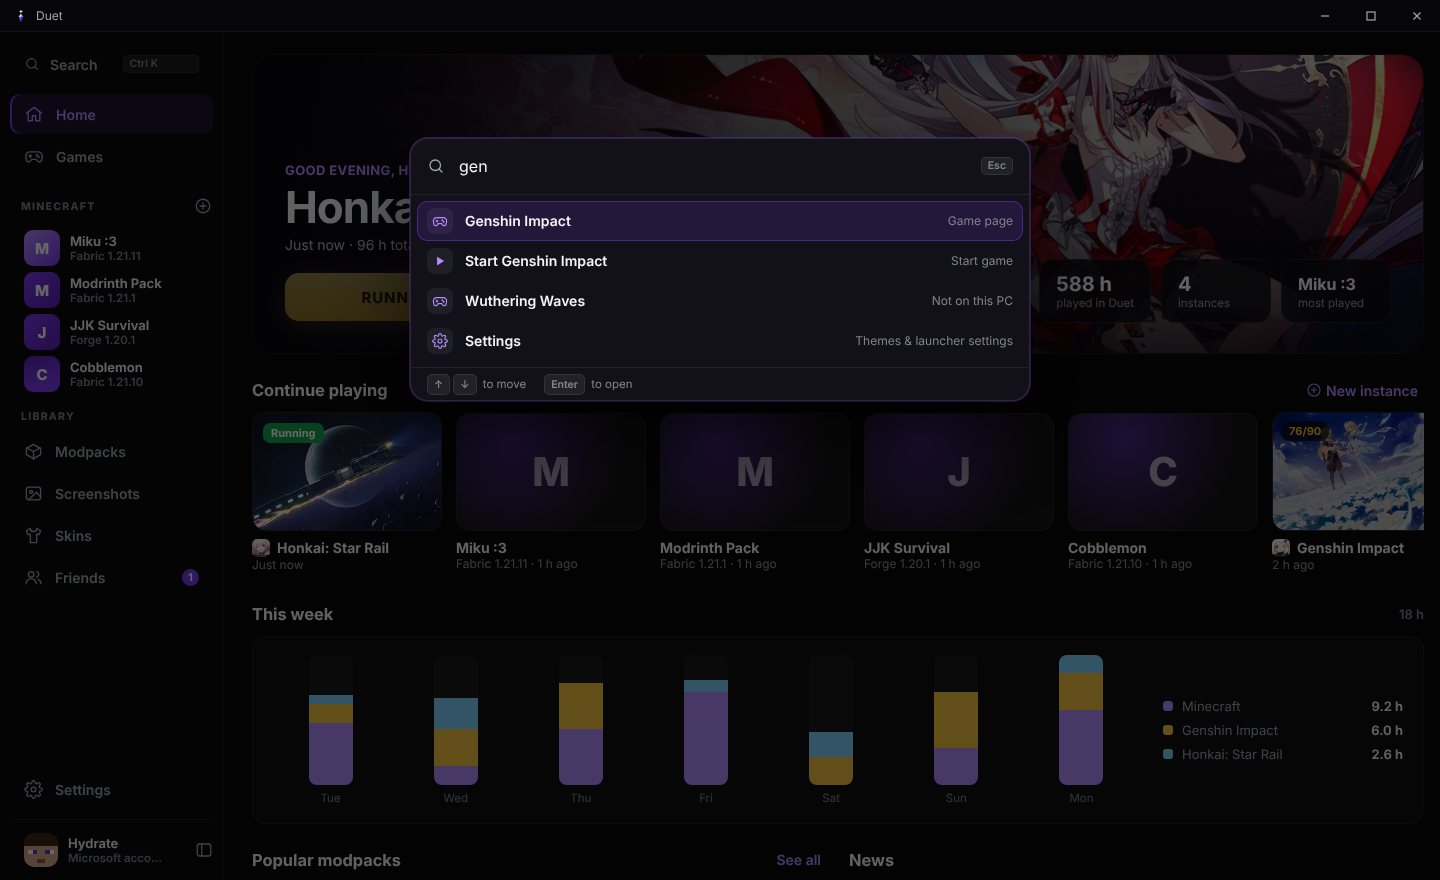 Duet
Search
Ctrl K
Home
Games
MINECRAFT
M
Miku :3
Fabric 1.21.11
M
Modrinth Pack
Fabric 1.21.1
J
JJK Survival
Forge 1.20.1
C
Cobblemon
Fabric 1.21.10
LIBRARY
Modpacks
Screenshots
Skins
Friends
1
Settings
Hydrate
Microsoft acco...
GOOD EVENING, H
Honka
Just now · 96 h tot
RUNN
588 h
played in Duet
4
instances
Miku :3
most played
gen
Esc
Genshin Impact
Game page
Start Genshin Impact
Start game
Wuthering Waves
Not on this PC
Settings
Themes & launcher settings
↑ ↓ to move Enter to open
Continue playing
New instance
Running
Honkai: Star Rail
Just now
M
Miku :3
Fabric 1.21.11 · 1 h ago
M
Modrinth Pack
Fabric 1.21.1 · 1 h ago
J
JJK Survival
Forge 1.20.1 · 1 h ago
C
Cobblemon
Fabric 1.21.10 · 1 h ago
76/90
Genshin Impact
2 h ago
This week
18 h
Tue
Wed
Thu
Fri
Sat
Sun
Mon
Minecraft
9.2 h
Genshin Impact
6.0 h
Honkai: Star Rail
2.6 h
Popular modpacks
See all
News